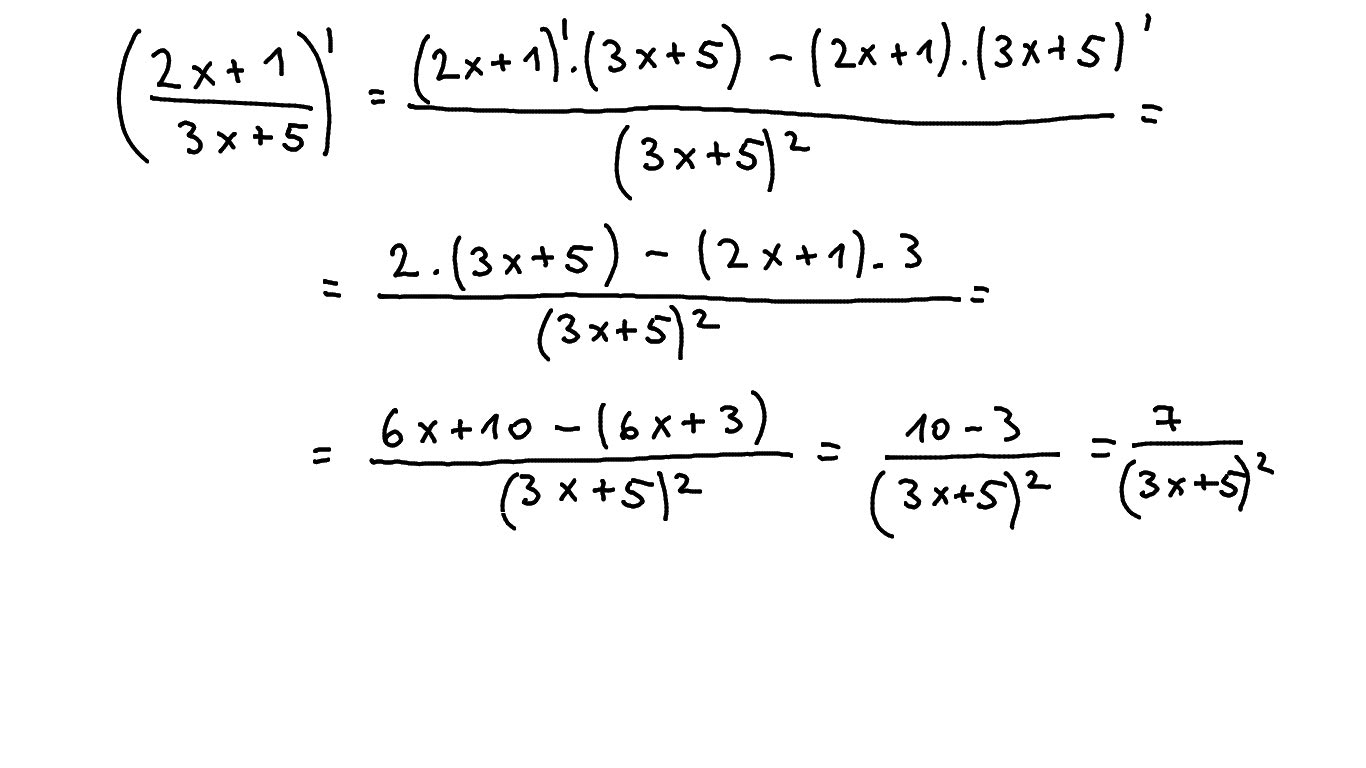 ((2x+1)/(3x+5))' = ((2x+1)'.(3x+5) - (2x+1).(3x+5)')/(3x+5)² =
= (2.(3x+5) - (2x+1).3)/(3x+5)² =
= (6x+10 - (6x+3))/(3x+5)² = (10-3)/(3x+5)² = 7/(3x+5)²